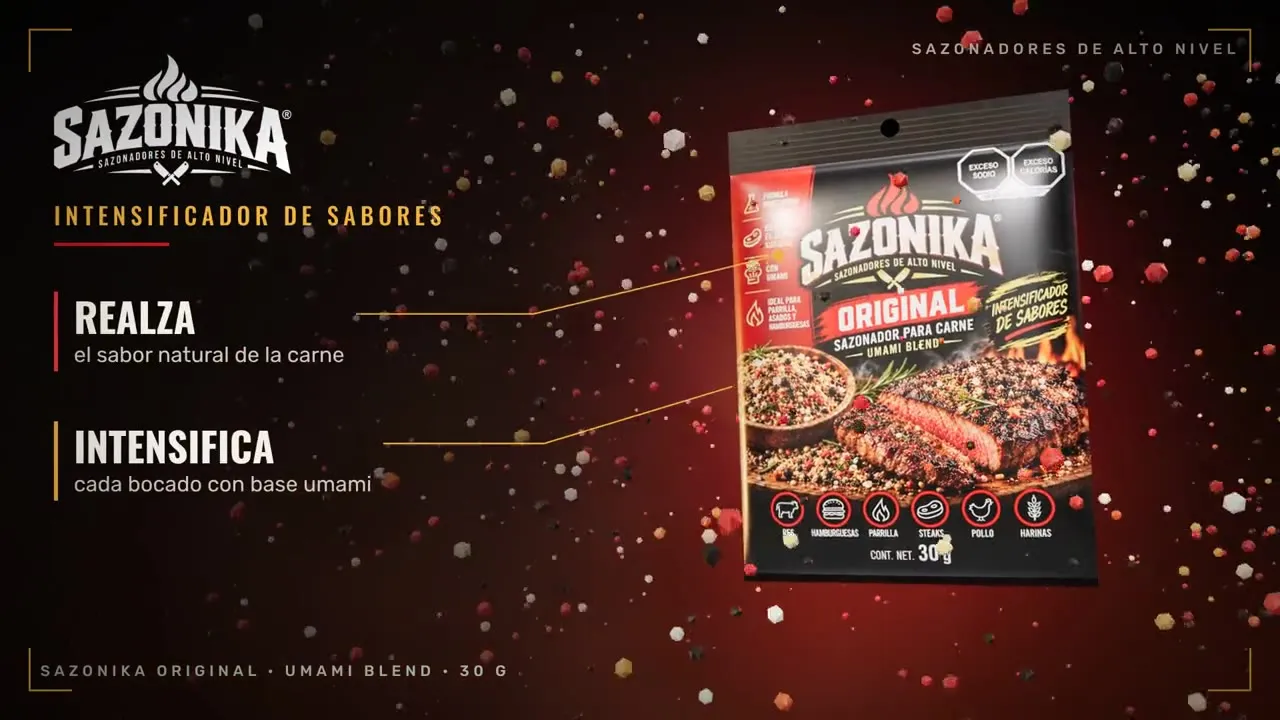 SAZONADORES DE ALTO NIVEL
SAZONIKA®
SAZONADORES DE ALTO NIVEL
INTENSIFICADOR DE SABORES
REALZA
el sabor natural de la carne
INTENSIFICA
cada bocado con base umami
EXCESO
SODIO
EXCESO
CALORÍAS
CON
IDEAL PARA
PARRILLA,
ASADOS Y
HAMBURGUESAS
SAZONIKA®
SAZONADORES DE ALTO NIVEL
ORIGINAL
SAZONADOR PARA CARNE
UMAMI BLEND
INTENSIFICADOR
DE SABORES
RES HAMBURGUESAS PARRILLA STEAKS POLLO HARINAS
CONT. NET. 30 g
SAZONIKA ORIGINAL · UMAMI BLEND · 30 G